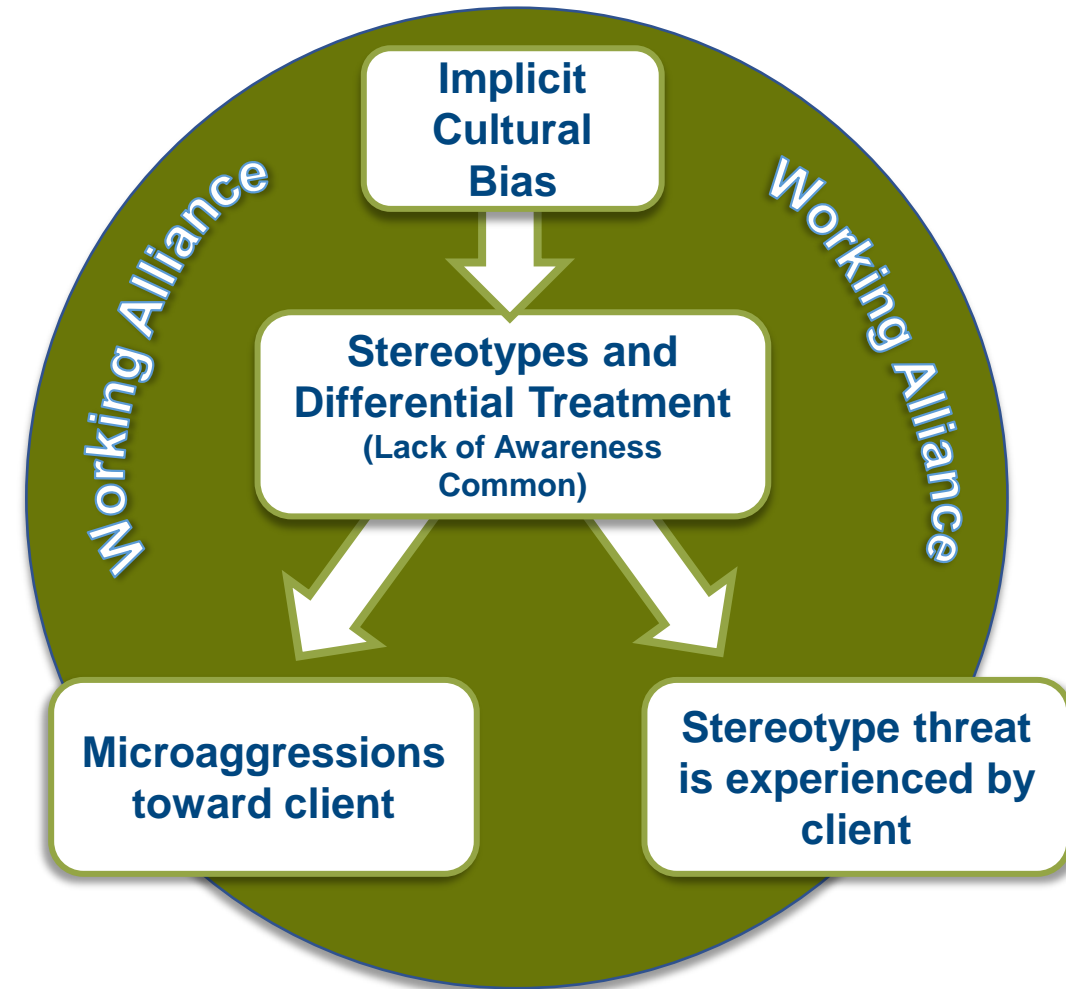 Implicit
Cultural
Bias
Working Alliance
Working Alliance
Stereotypes and
Differential Treatment
(Lack of Awareness
Common)
Microaggressions
toward client
Stereotype threat
is experienced by
client